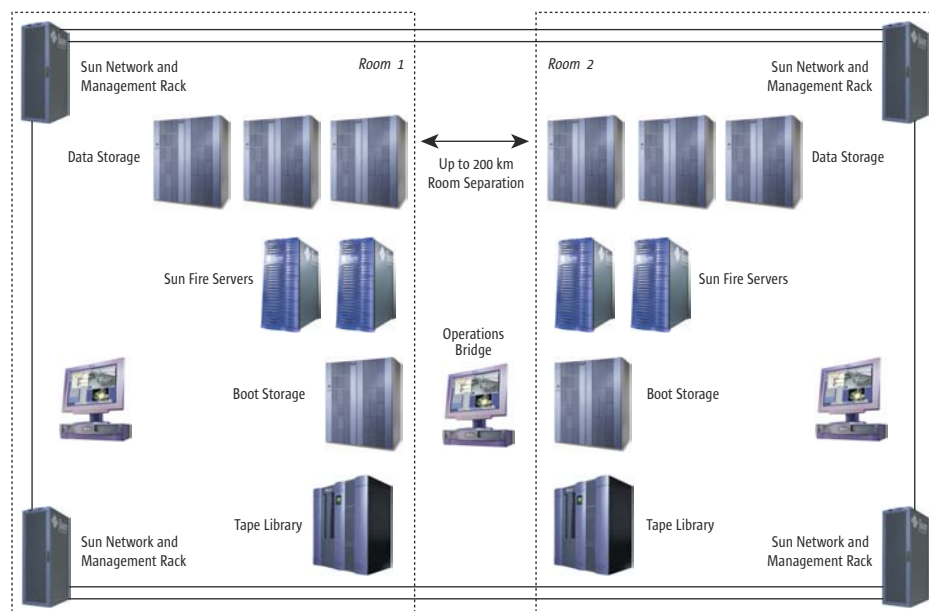 Room 1
Room 2
Sun Network and
Management Rack
Sun Network and
Management Rack
Data Storage
Up to 200 km
Room Separation
Data Storage
Sun Fire Servers
Sun Fire Servers
Operations
Bridge
Boot Storage
Boot Storage
Tape Library
Tape Library
Sun Network and
Management Rack
Sun Network and
Management Rack